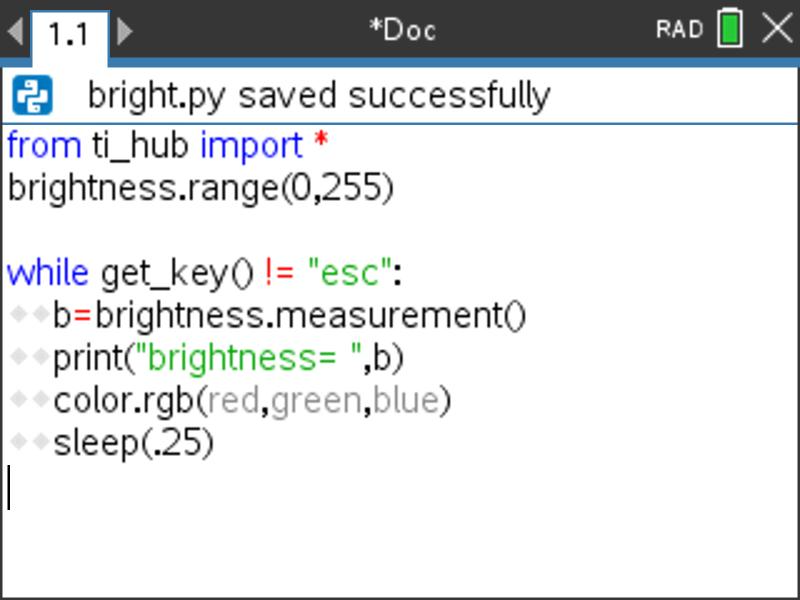 1.1 *Doc RAD
bright.py saved successfully
from ti_hub import *
brightness.range(0,255)
while get_key() != "esc":
b=brightness.measurement()
print("brightness= ",b)
color.rgb(red,green,blue)
sleep(.25)